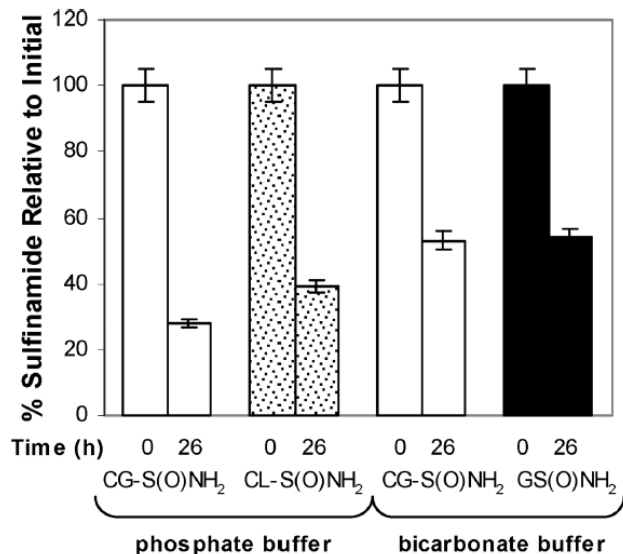 % Sulfinamide Relative to Initial
120
100
80
60
40
20
0
Time (h) 0 26 0 26 0 26 0 26
CG-S(O)NH₂ CL-S(O)NH₂ CG-S(O)NH₂ GS(O)NH₂
phosphate buffer bicarbonate buffer